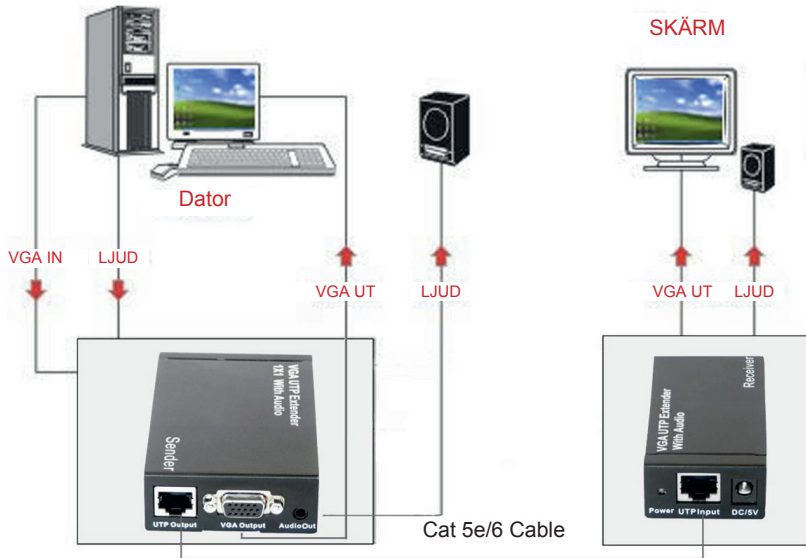 SKÄRM
Dator
VGA IN
LJUD
VGA UT
LJUD
VGA UT
LJUD
VGA UTP Extender
1X1 With Audio
Sender
UTP Output
VGA Output
AudioOut
Cat 5e/6 Cable
Receiver
VGA UTP Extender
With Audio
Power
UTP Input
DC/5V